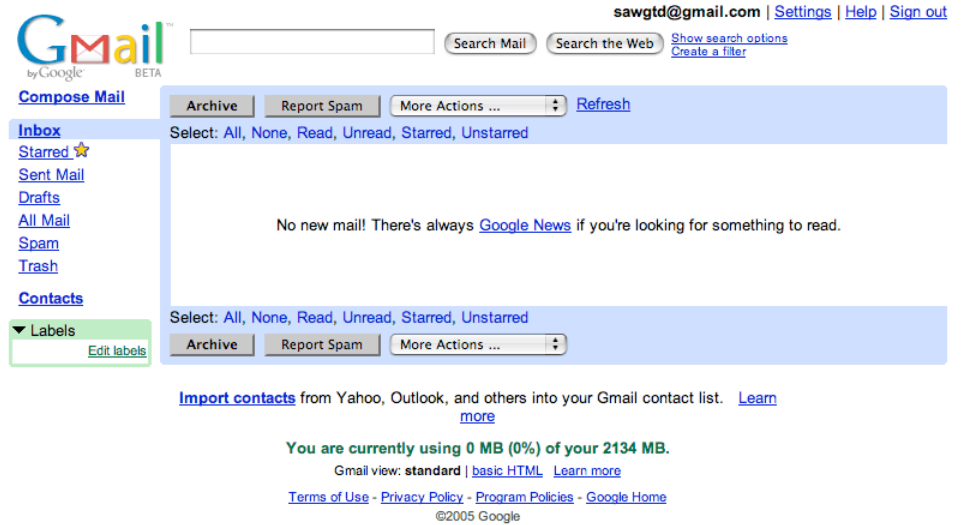 sawgtd@gmail.com | Settings | Help | Sign out
Gmail™
by Google BETA
Search Mail Search the Web Show search options
Create a filter
Compose Mail
Inbox
Starred
Sent Mail
Drafts
All Mail
Spam
Trash
Contacts
Labels
Edit labels
Archive Report Spam More Actions ... Refresh
Select: All, None, Read, Unread, Starred, Unstarred
No new mail! There's always Google News if you're looking for something to read.
Select: All, None, Read, Unread, Starred, Unstarred
Archive Report Spam More Actions ...
Import contacts from Yahoo, Outlook, and others into your Gmail contact list. Learn
more
You are currently using 0 MB (0%) of your 2134 MB.
Gmail view: standard | basic HTML Learn more
Terms of Use - Privacy Policy - Program Policies - Google Home
©2005 Google